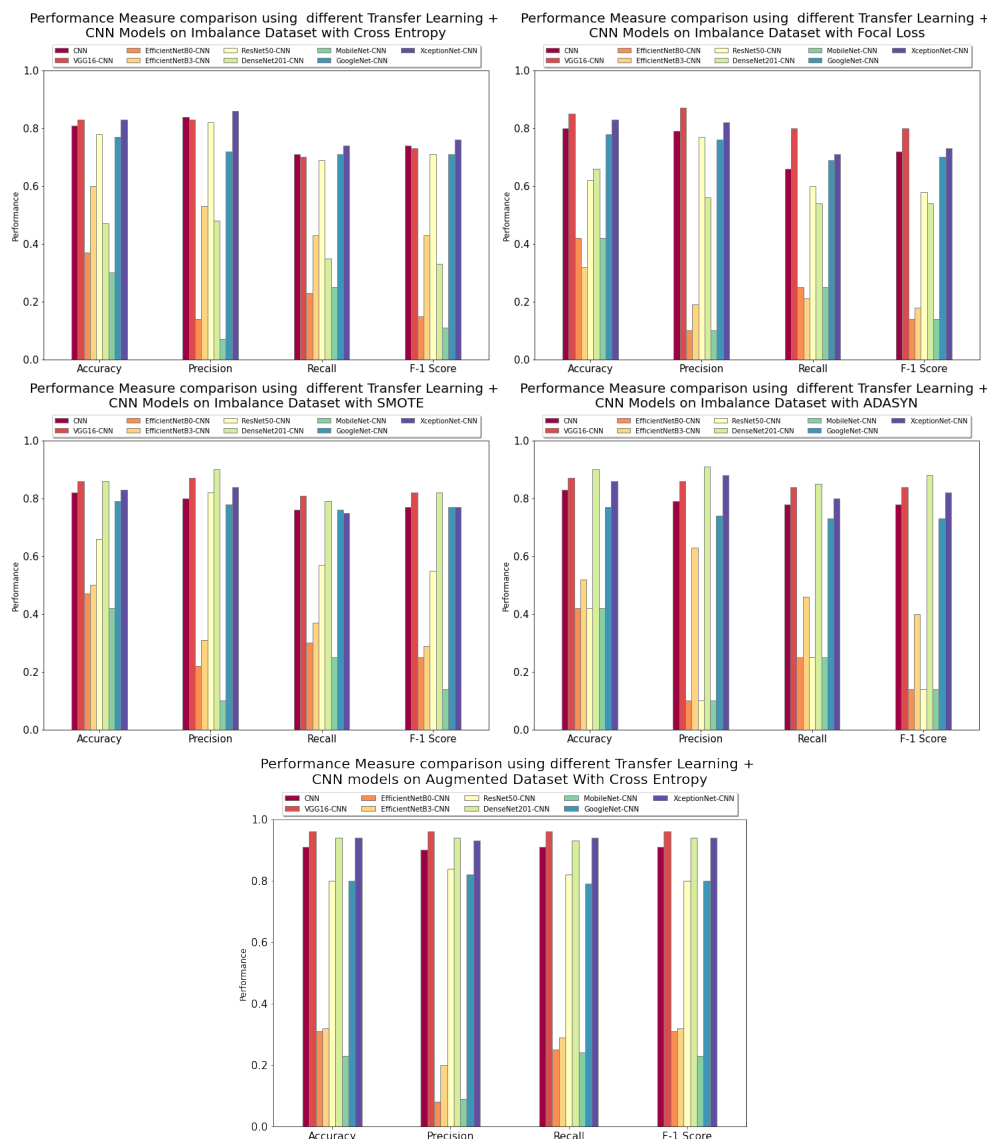 Performance Measure comparison using  different Transfer Learning +
CNN Models on Imbalance Dataset with Cross Entropy
CNN
VGG16-CNN
EfficientNetB0-CNN
EfficientNetB3-CNN
ResNet50-CNN
DenseNet201-CNN
MobileNet-CNN
GoogleNet-CNN
XceptionNet-CNN
1.0
0.8
0.6
0.4
0.2
0.0
Performance
Accuracy
Precision
Recall
F-1 Score
Performance Measure comparison using  different Transfer Learning +
CNN Models on Imbalance Dataset with Focal Loss
CNN
VGG16-CNN
EfficientNetB0-CNN
EfficientNetB3-CNN
ResNet50-CNN
DenseNet201-CNN
MobileNet-CNN
GoogleNet-CNN
XceptionNet-CNN
1.0
0.8
0.6
0.4
0.2
0.0
Performance
Accuracy
Precision
Recall
F-1 Score
Performance Measure comparison using  different Transfer Learning +
CNN Models on Imbalance Dataset with SMOTE
CNN
VGG16-CNN
EfficientNetB0-CNN
EfficientNetB3-CNN
ResNet50-CNN
DenseNet201-CNN
MobileNet-CNN
GoogleNet-CNN
XceptionNet-CNN
1.0
0.8
0.6
0.4
0.2
0.0
Performance
Accuracy
Precision
Recall
F-1 Score
Performance Measure comparison using  different Transfer Learning +
CNN Models on Imbalance Dataset with ADASYN
CNN
VGG16-CNN
EfficientNetB0-CNN
EfficientNetB3-CNN
ResNet50-CNN
DenseNet201-CNN
MobileNet-CNN
GoogleNet-CNN
XceptionNet-CNN
1.0
0.8
0.6
0.4
0.2
0.0
Performance
Accuracy
Precision
Recall
F-1 Score
Performance Measure comparison using different Transfer Learning +
CNN models on Augmented Dataset With Cross Entropy
CNN
VGG16-CNN
EfficientNetB0-CNN
EfficientNetB3-CNN
ResNet50-CNN
DenseNet201-CNN
MobileNet-CNN
GoogleNet-CNN
XceptionNet-CNN
1.0
0.8
0.6
0.4
0.2
0.0
Performance
Accuracy
Precision
Recall
F-1 Score